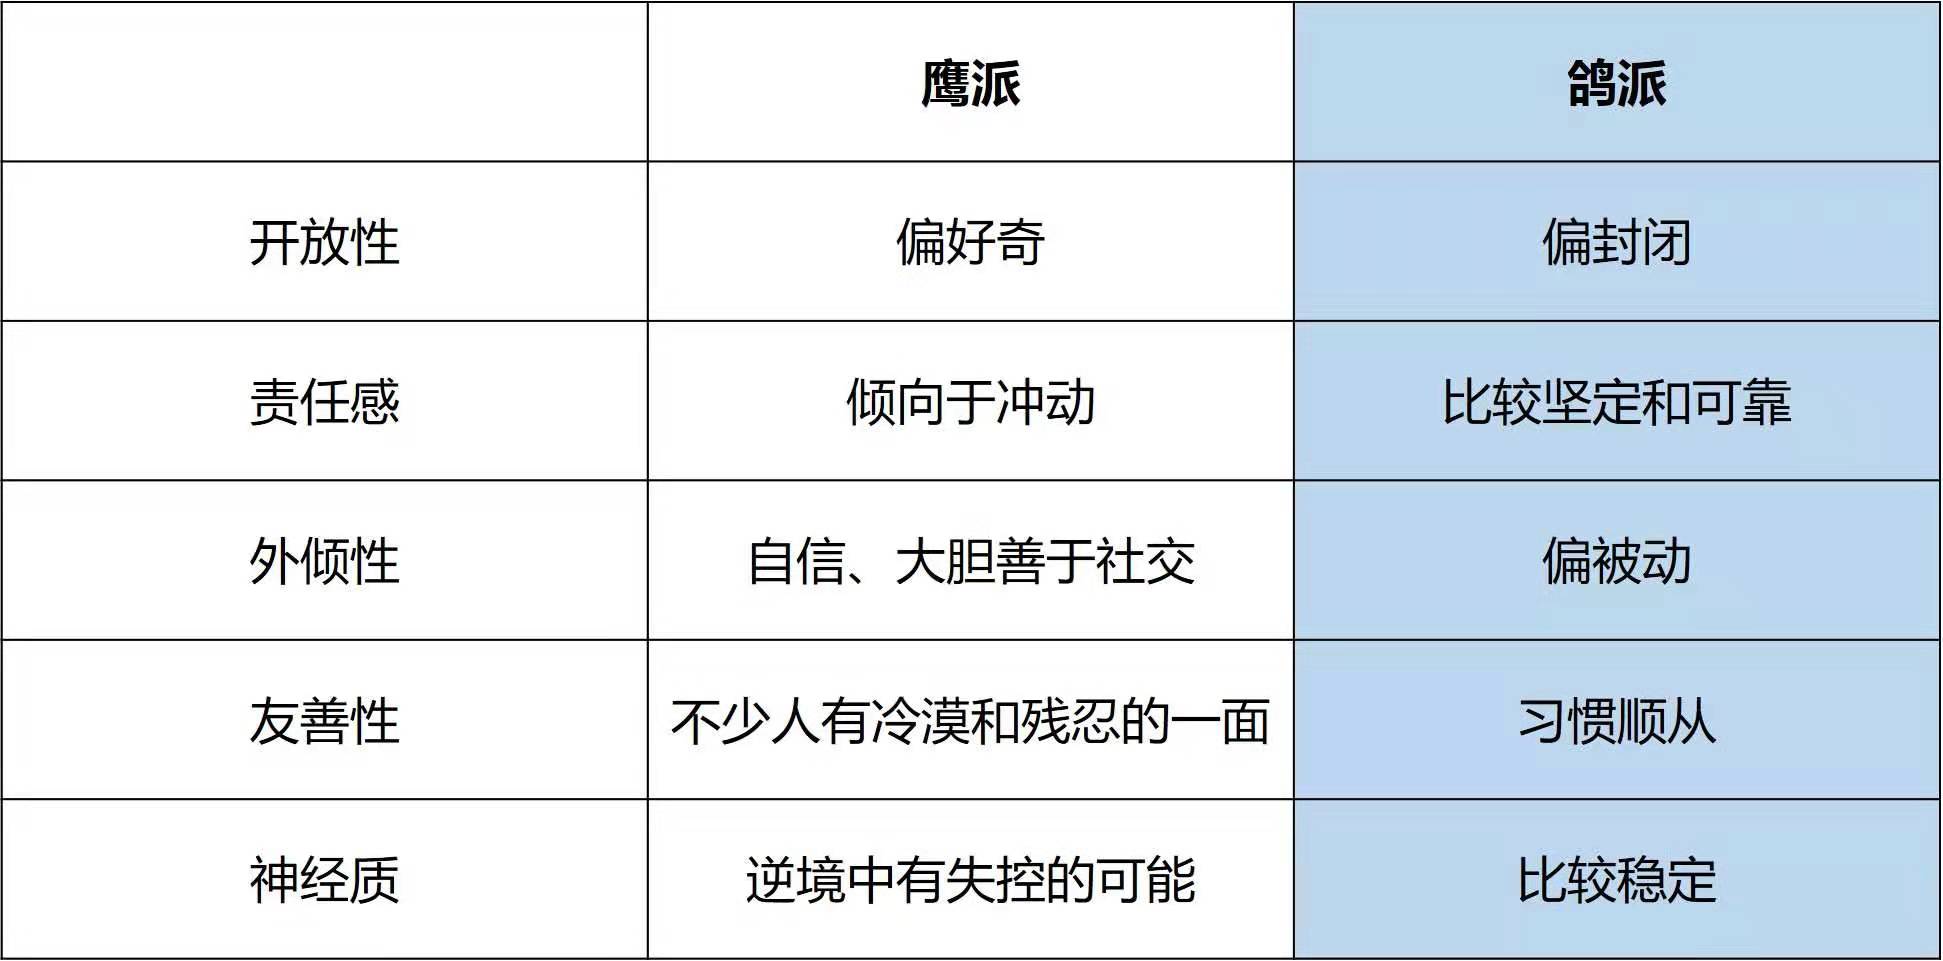 鹰派 鸽派
开放性 偏好奇 偏封闭
责任感 倾向于冲动 比较坚定和可靠
外倾性 自信、大胆善于社交 偏被动
友善性 不少人有冷漠和残忍的一面 习惯顺从
神经质 逆境中有失控的可能 比较稳定